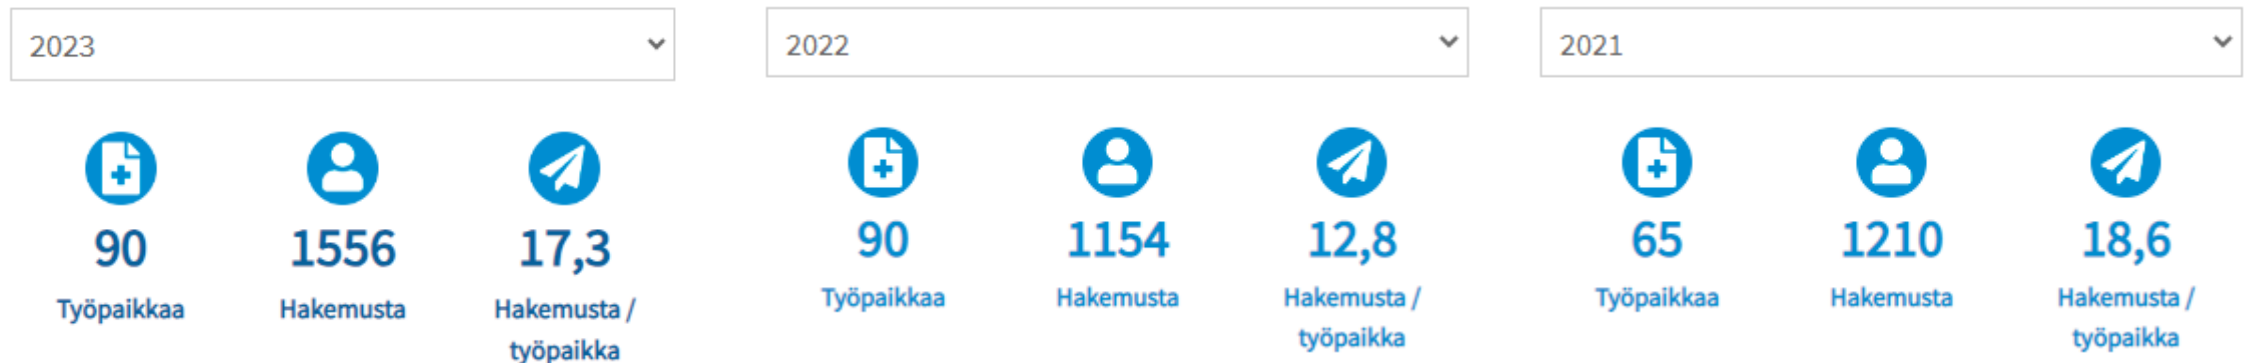 2023
90
Työpaikkaa
1556
Hakemusta
17,3
Hakemusta /
työpaikka
2022
90
Työpaikkaa
1154
Hakemusta
12,8
Hakemusta /
työpaikka
2021
65
Työpaikkaa
1210
Hakemusta
18,6
Hakemusta /
työpaikka